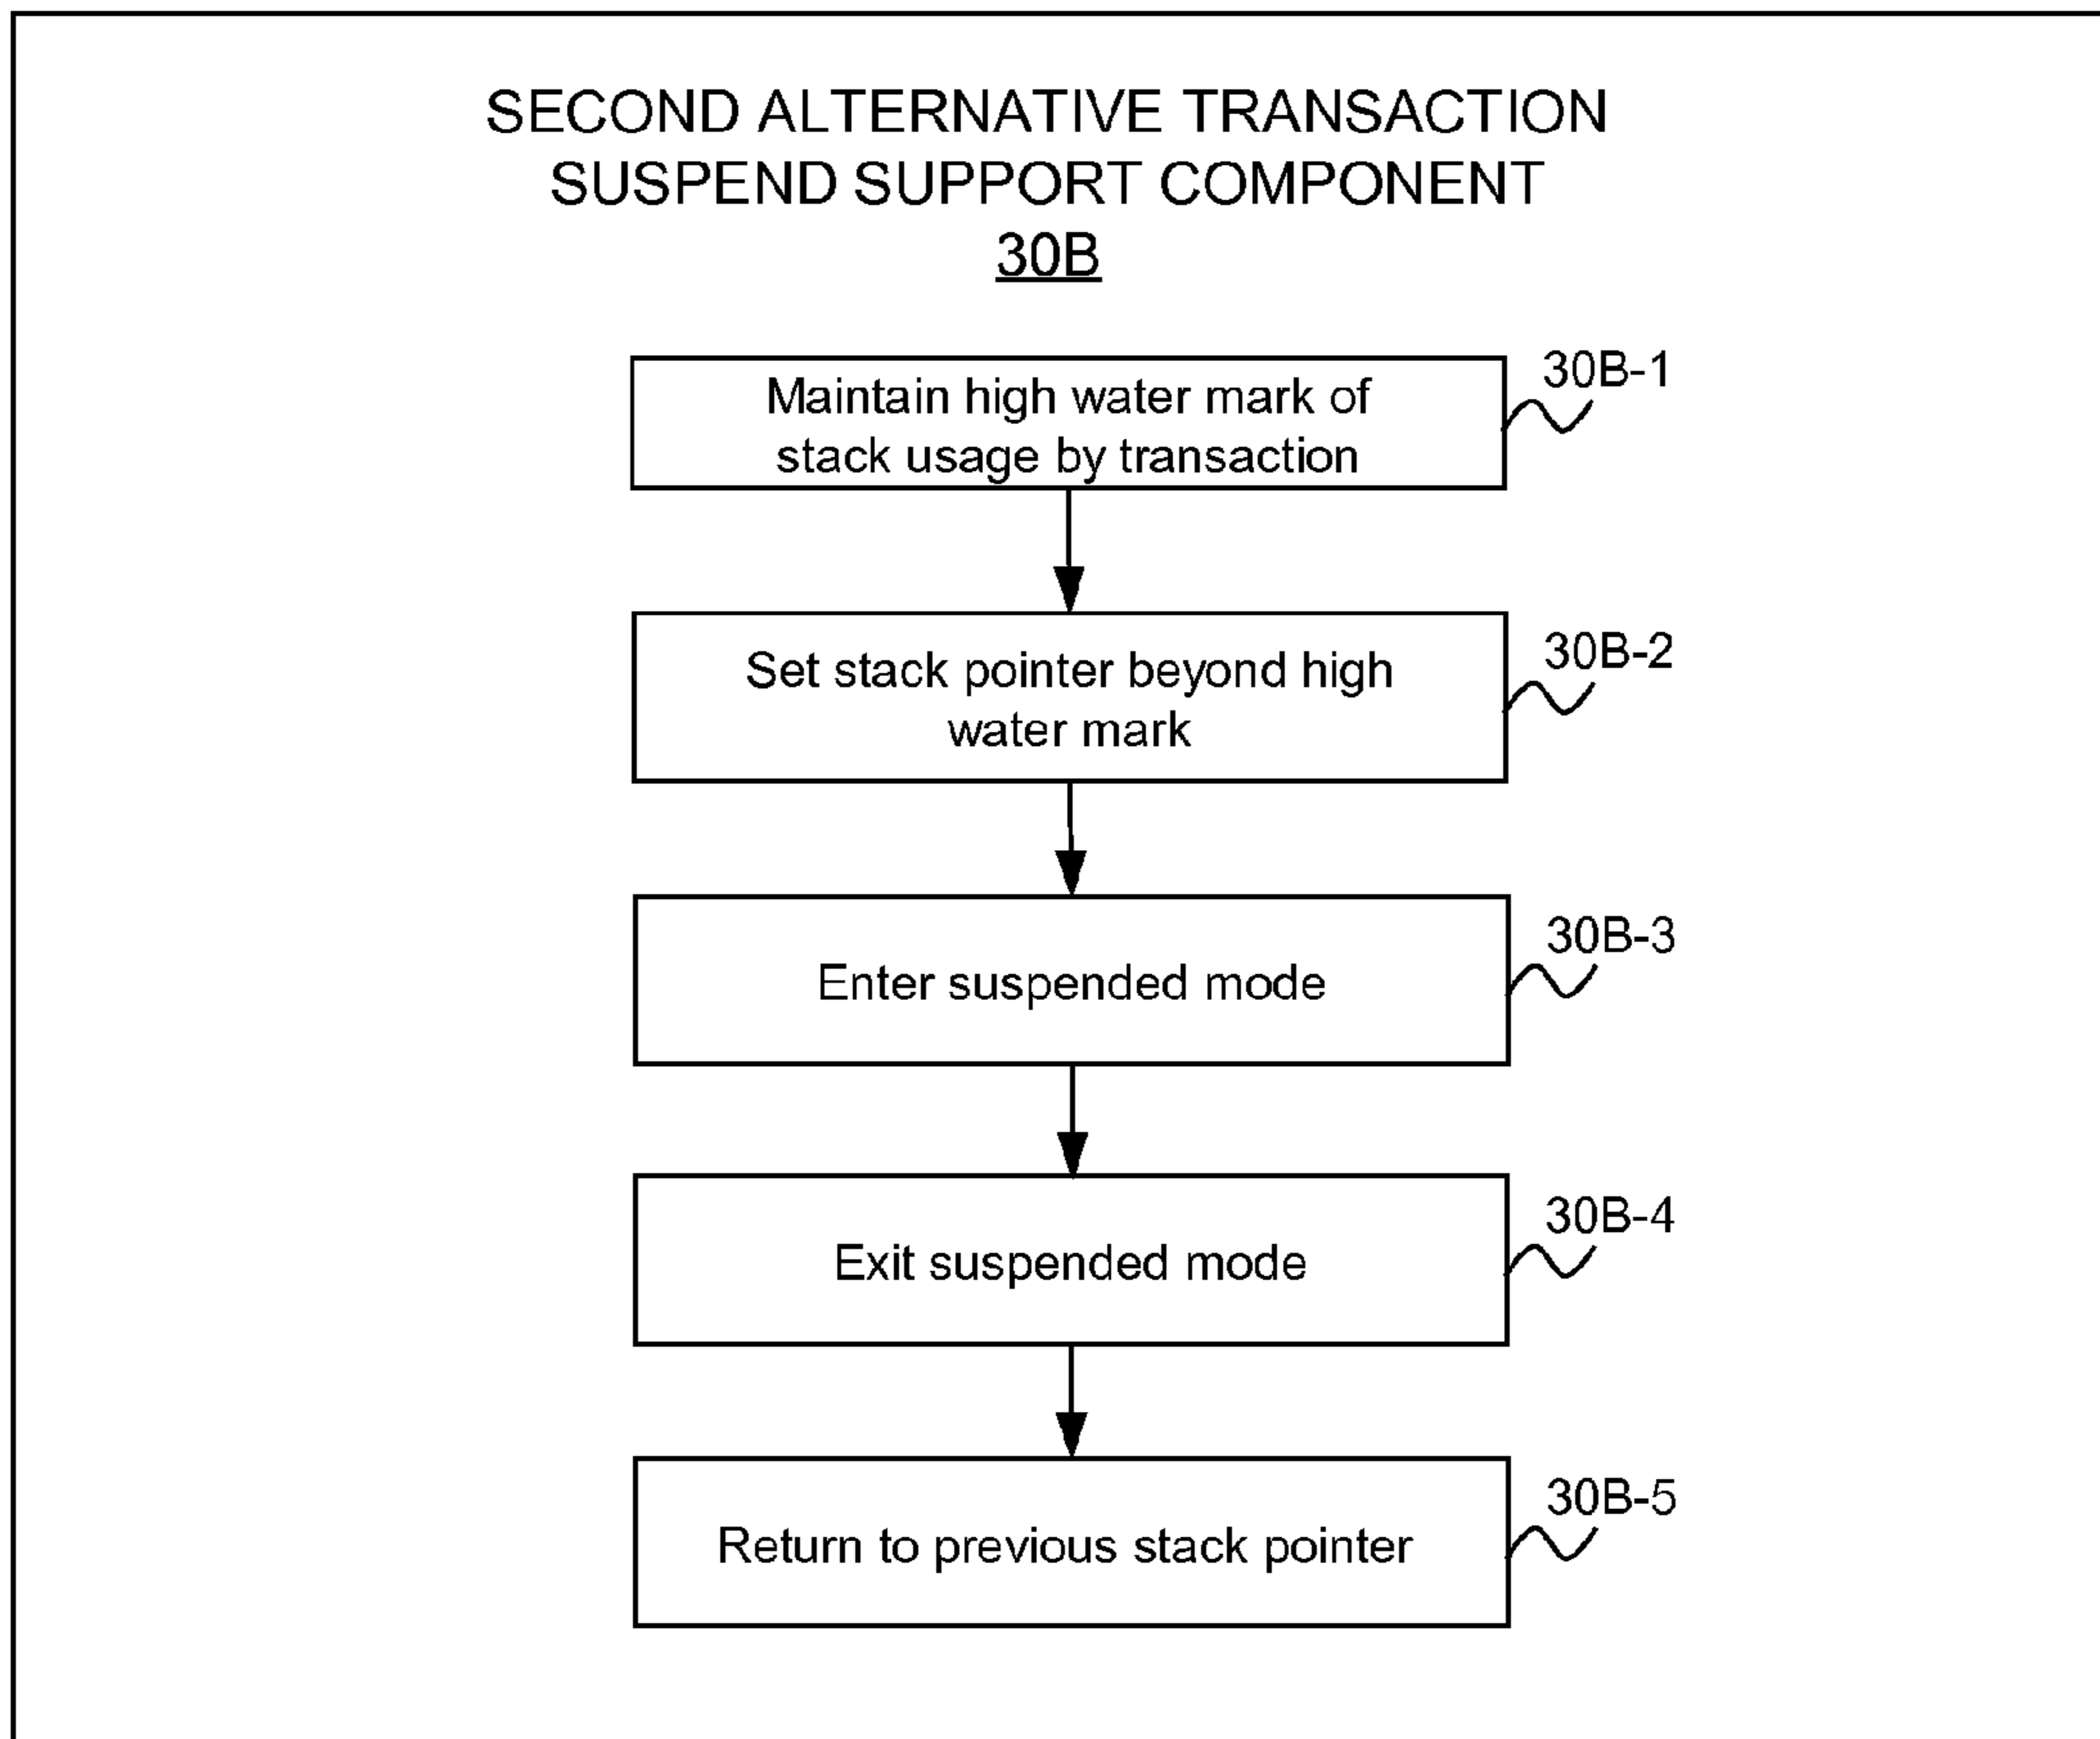 SECOND ALTERNATIVE TRANSACTION
SUSPEND SUPPORT COMPONENT
30B
30B-1
Maintain high water mark of
stack usage by transaction
30B-2
Set stack pointer beyond high
water mark
30B-3
Enter suspended mode
30B-4
Exit suspended mode
30B-5
Return to previous stack pointer